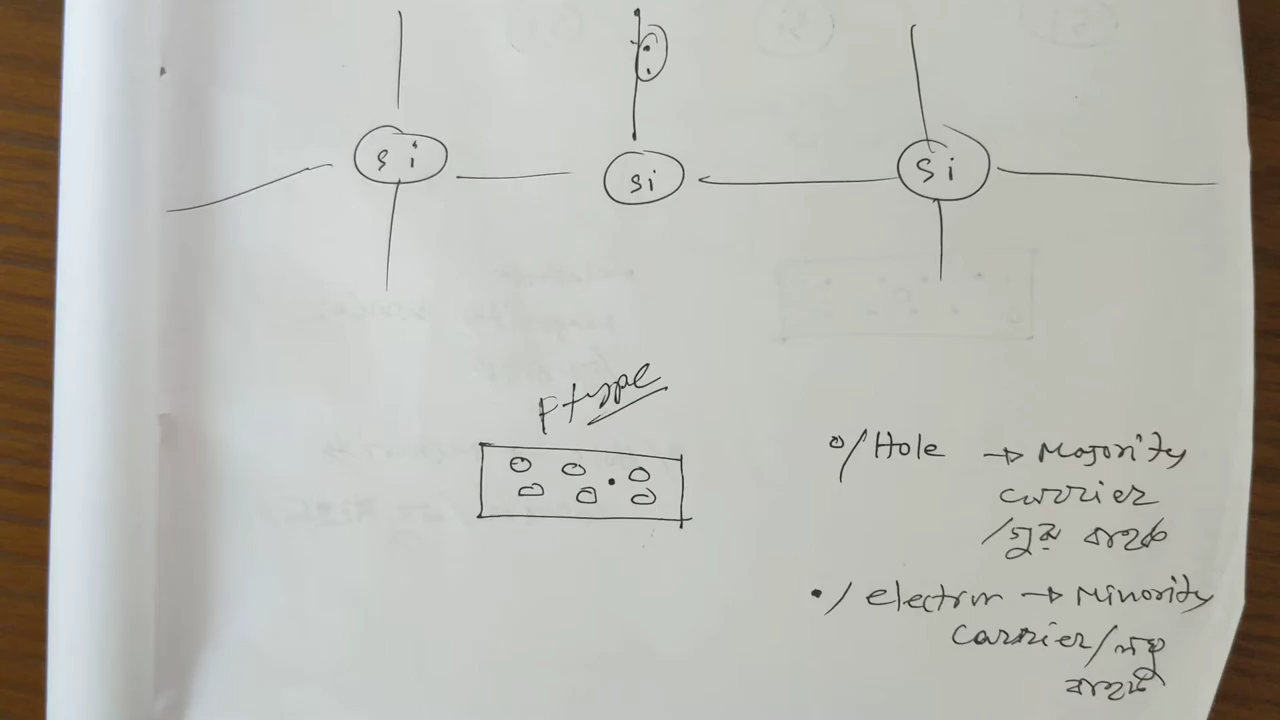 Si Si Si
P type
o/ Hole → Majority
carrier
/গুরু বাহক
• / electron → Minority
carrier/লঘু
বাহক